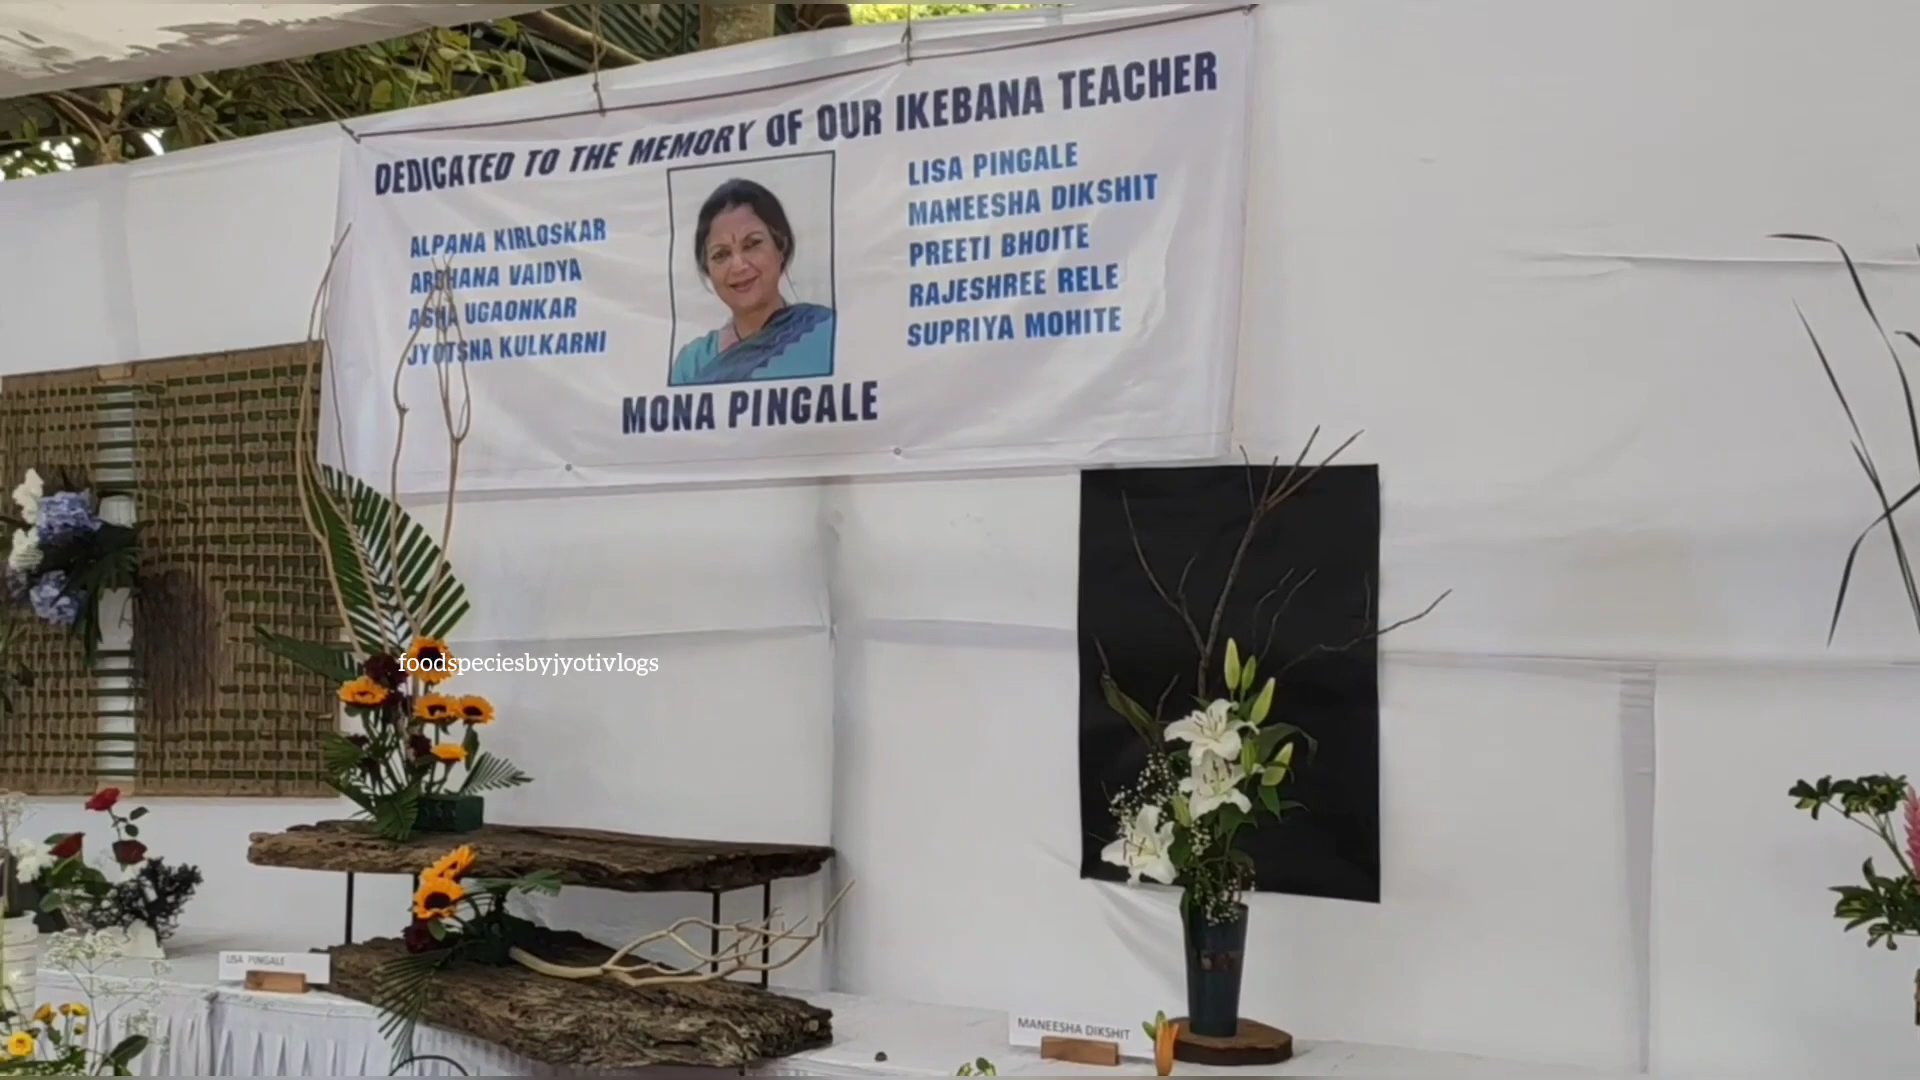 DEDICATED TO THE MEMORY OF OUR IKEBANA TEACHER
ALPANA KIRLOSKAR
ARCHANA VAIDYA
ASHA UGAONKAR
JYOTSNA KULKARNI
LISA PINGALE
MANEESHA DIKSHIT
PREETI BHOITE
RAJESHREE RELE
SUPRIYA MOHITE
MONA PINGALE
foodspeciesbyjyotivlogs
LISA PINGALE
MANEESHA DIKSHIT